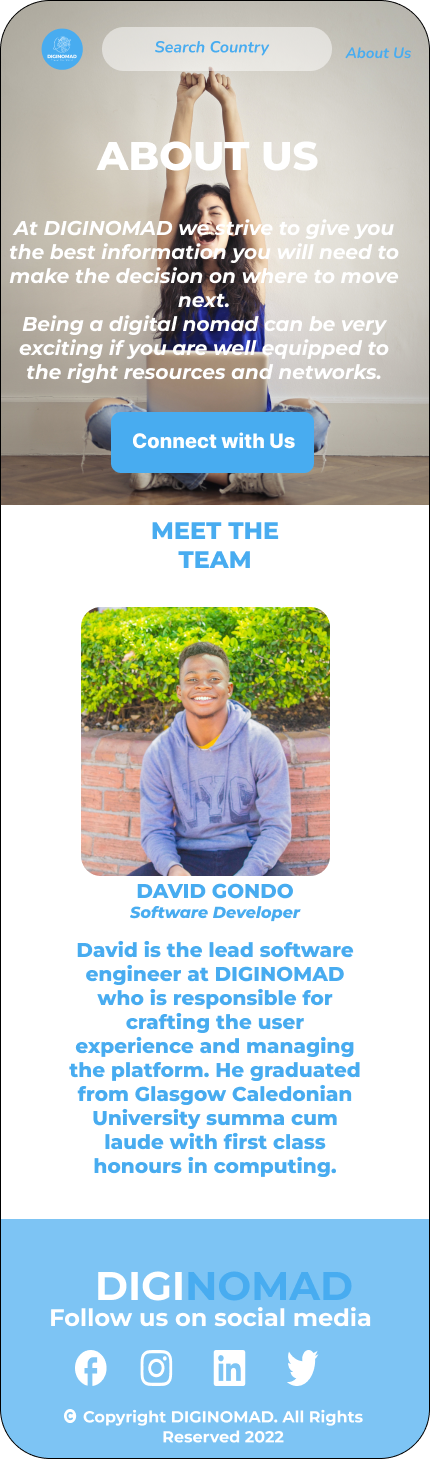 DIGINOMAD
Search Country
About Us
ABOUT US
At DIGINOMAD we strive to give you
the best information you will need to
make the decision on where to move
next.
Being a digital nomad can be very
exciting if you are well equipped to
the right resources and networks.
Connect with Us
MEET THE
TEAM
NYC
DAVID GONDO
Software Developer
David is the lead software
engineer at DIGINOMAD
who is responsible for
crafting the user
experience and managing
the platform. He graduated
from Glasgow Caledonian
University summa cum
laude with first class
honours in computing.
DIGINOMAD
Follow us on social media
© Copyright DIGINOMAD. All Rights
Reserved 2022